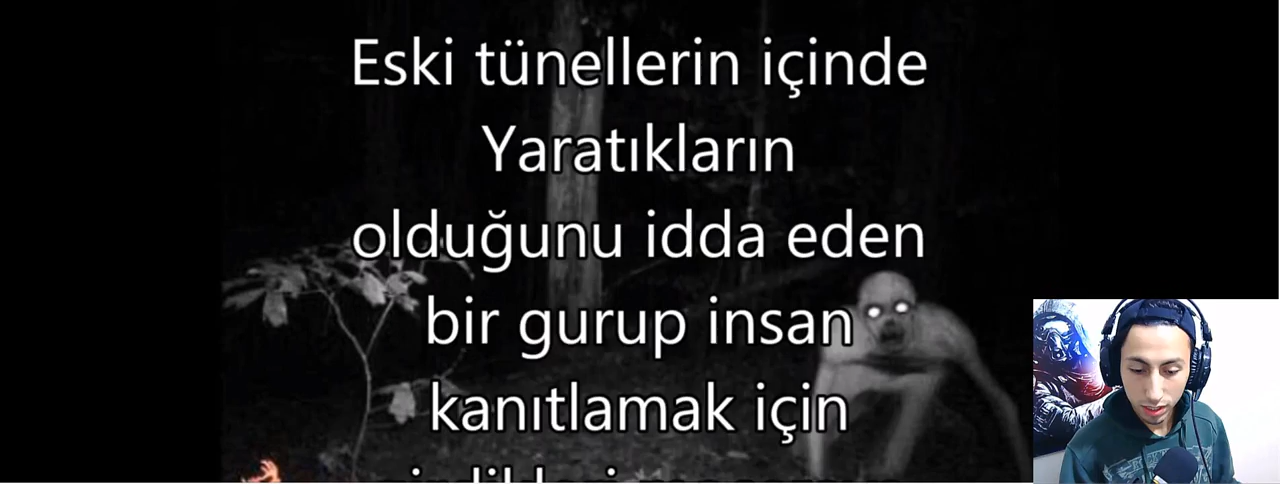 Eski tünellerin içinde
Yaratıkların
olduğunu idda eden
bir gurup insan
kanıtlamak için